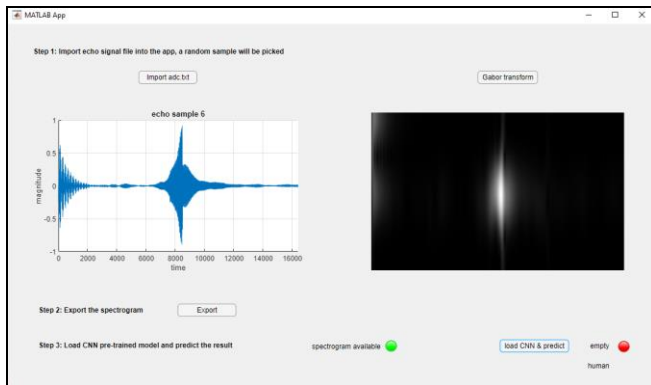 MATLAB App
Step 1: Import echo signal file into the app, a random sample will be picked
Import adc.txt
Gabor transform
echo sample 6
1
0.5
0
-0.5
-1
magnitude
0 2000 4000 6000 8000 10000 12000 14000 16000
time
Step 2: Export the spectrogram
Export
Step 3: Load CNN pre-trained model and predict the result
spectrogram available
load CNN & predict
empty
human